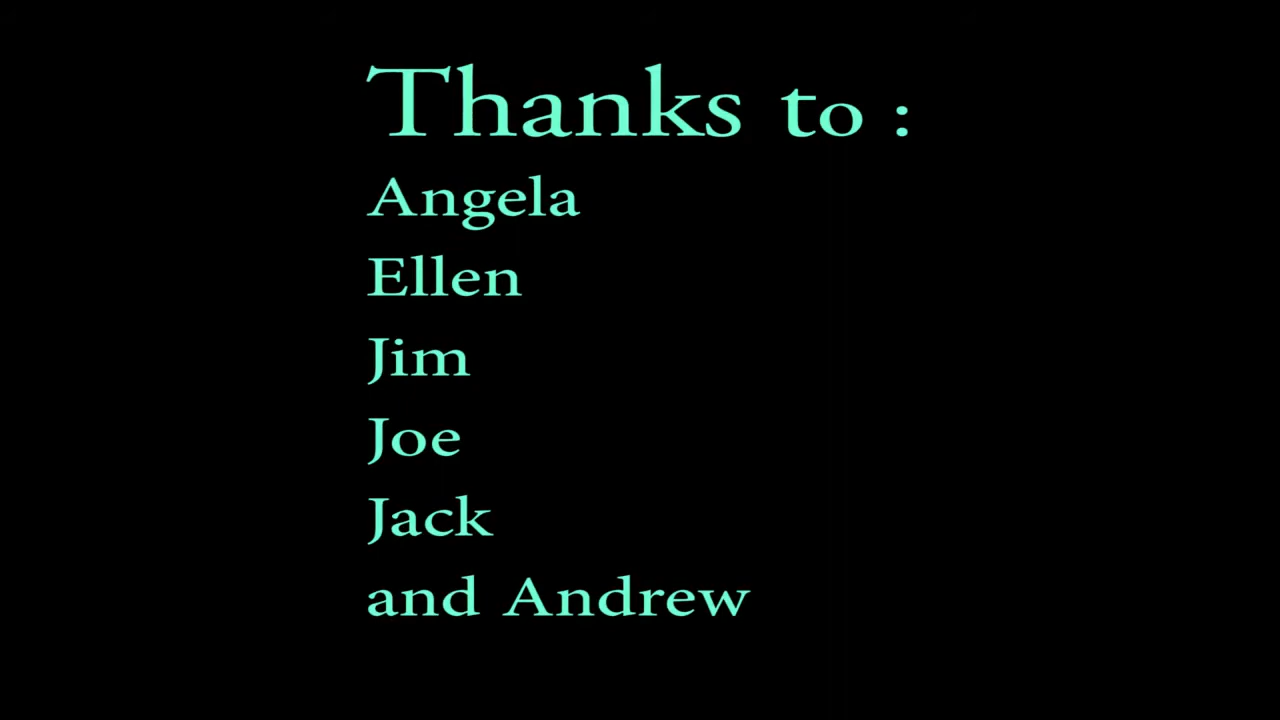 Thanks to :
Angela
Ellen
Jim
Joe
Jack
and Andrew